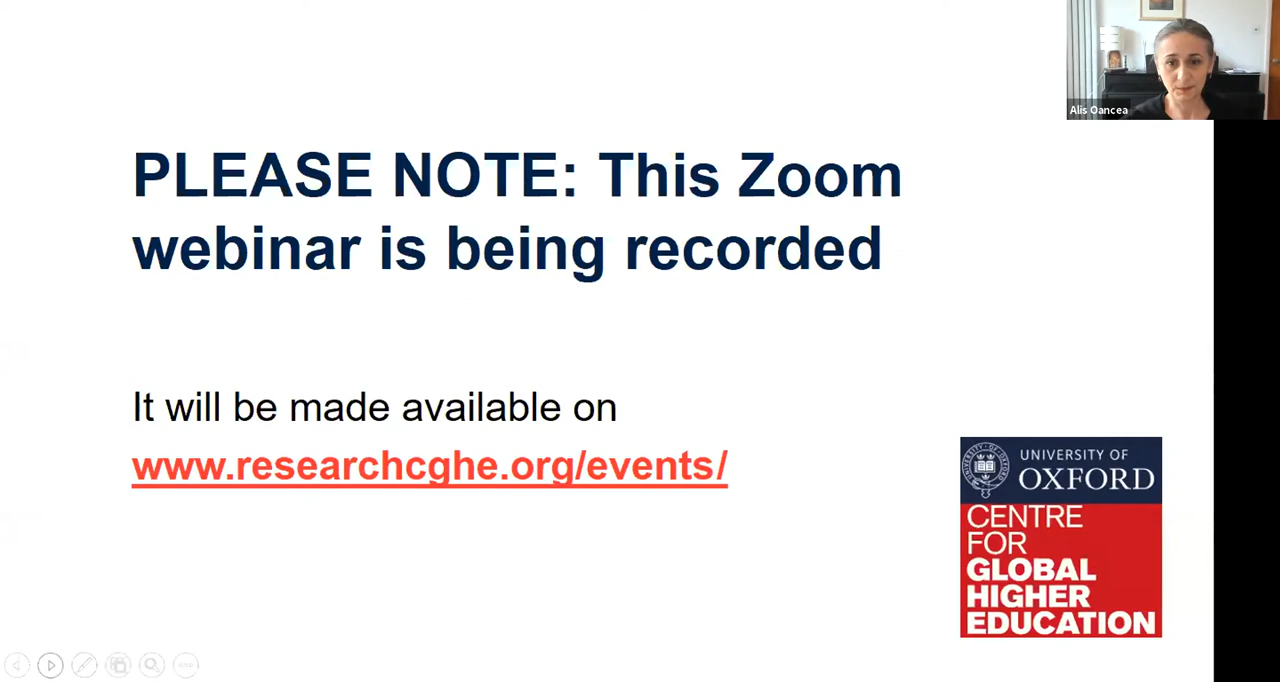 Alis Oancea
PLEASE NOTE: This Zoom
webinar is being recorded
It will be made available on
www.researchcghe.org/events/
UNIVERSITY OF
OXFORD
CENTRE
FOR
GLOBAL
HIGHER
EDUCATION